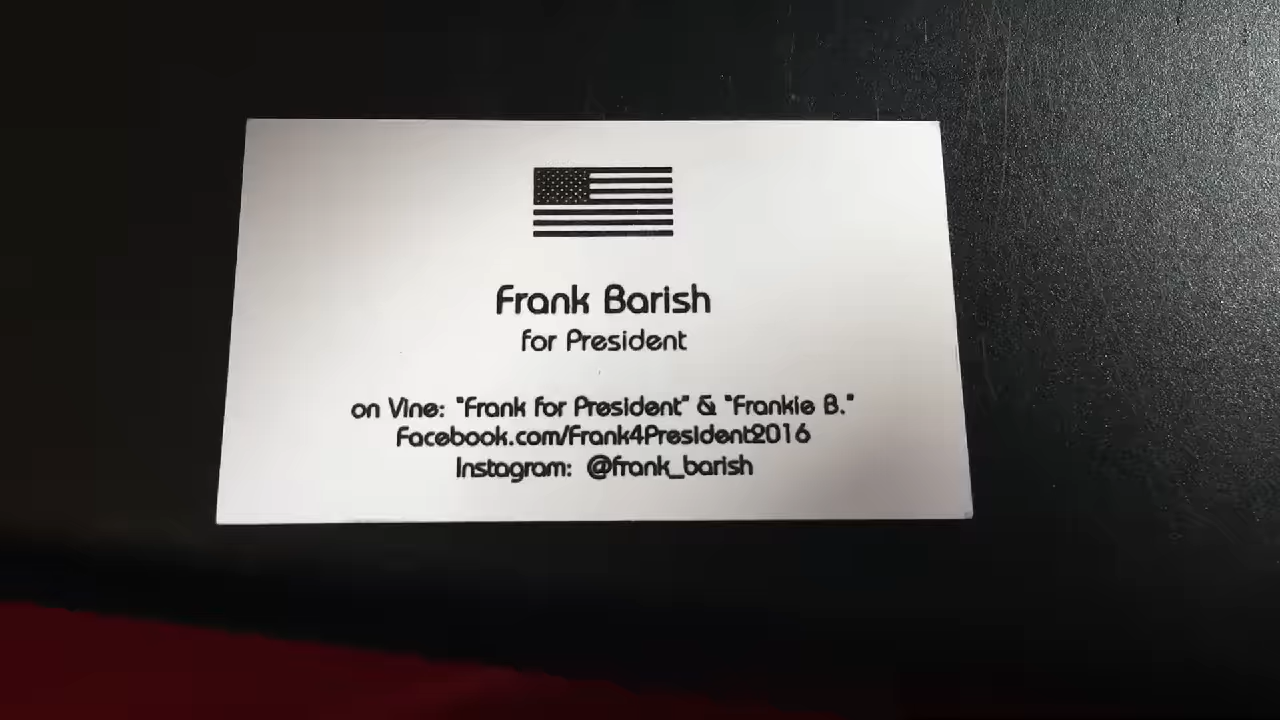 Frank Barish
for President
on Vine: "Frank for President" & "Frankie B."
Facebook.com/Frank4President2016
Instagram: @frank_barish